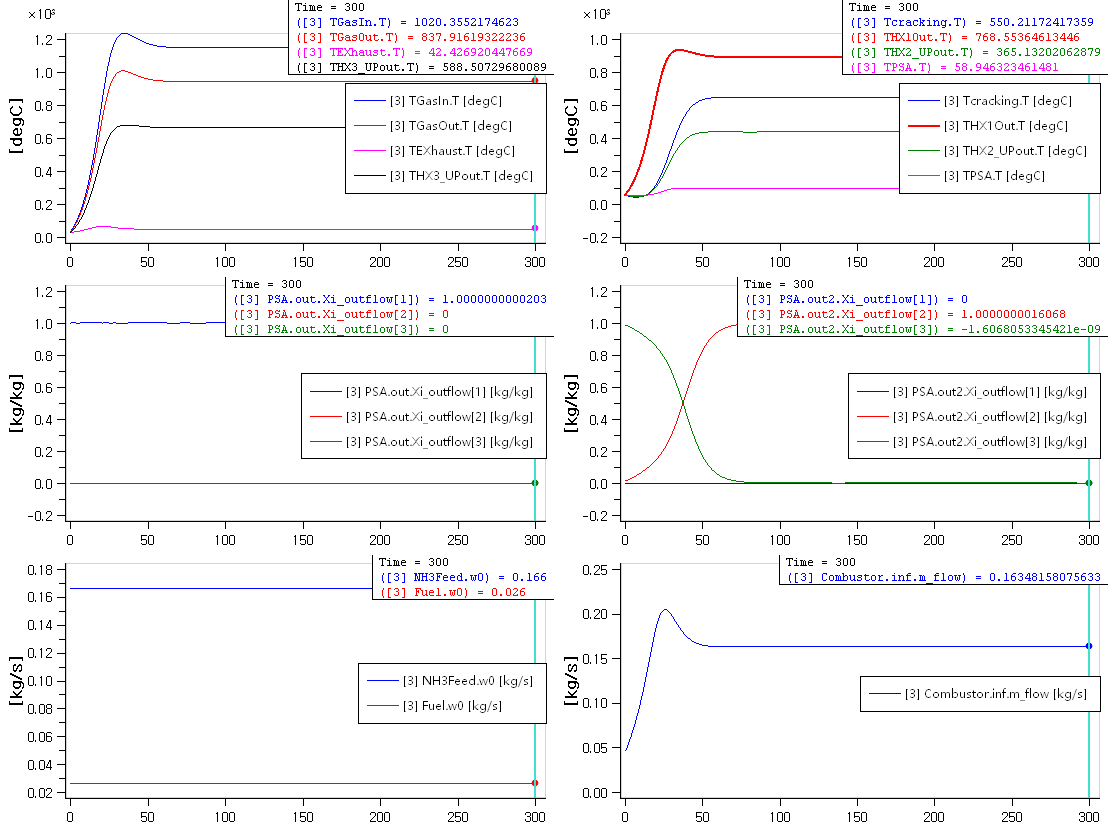 ×10³
Time = 300
([3] TGasIn.T) = 1020.3552174623
([3] TGasOut.T) = 837.91619322236
([3] TEXhaust.T) = 42.426920447669
([3] THX3_UPout.T) = 588.50729680089
1.2
1.0
0.8
0.6
0.4
0.2
0.0
[degC]
[3] TGasIn.T [degC]
[3] TGasOut.T [degC]
[3] TEXhaust.T [degC]
[3] THX3_UPout.T [degC]
0 50 100 150 200 250 300
×10³
Time = 300
([3] Tcracking.T) = 550.21172417359
([3] THX1Out.T) = 768.55364613446
([3] THX2_UPout.T) = 365.13202062879
([3] TPSA.T) = 58.946323461481
1.0
0.8
0.6
0.4
0.2
0.0
-0.2
[degC]
[3] Tcracking.T [degC]
[3] THX1Out.T [degC]
[3] THX2_UPout.T [degC]
[3] TPSA.T [degC]
0 50 100 150 200 250 300
Time = 300
([3] PSA.out.Xi_outflow[1]) = 1.0000000000203
([3] PSA.out.Xi_outflow[2]) = 0
([3] PSA.out.Xi_outflow[3]) = 0
1.2
1.0
0.8
0.6
0.4
0.2
0.0
-0.2
[kg/kg]
[3] PSA.out.Xi_outflow[1] [kg/kg]
[3] PSA.out.Xi_outflow[2] [kg/kg]
[3] PSA.out.Xi_outflow[3] [kg/kg]
0 50 100 150 200 250 300
Time = 300
([3] PSA.out2.Xi_outflow[1]) = 0
([3] PSA.out2.Xi_outflow[2]) = 1.0000000016068
([3] PSA.out2.Xi_outflow[3]) = -1.6068053345421e-09
1.2
1.0
0.8
0.6
0.4
0.2
0.0
-0.2
[kg/kg]
[3] PSA.out2.Xi_outflow[1] [kg/kg]
[3] PSA.out2.Xi_outflow[2] [kg/kg]
[3] PSA.out2.Xi_outflow[3] [kg/kg]
0 50 100 150 200 250 300
Time = 300
([3] NH3Feed.w0) = 0.166
([3] Fuel.w0) = 0.026
0.18
0.16
0.14
0.12
0.10
0.08
0.06
0.04
0.02
[kg/s]
[3] NH3Feed.w0 [kg/s]
[3] Fuel.w0 [kg/s]
0 50 100 150 200 250 300
Time = 300
([3] Combustor.inf.m_flow) = 0.16348158075633
0.25
0.20
0.15
0.10
0.05
0.00
[kg/s]
[3] Combustor.inf.m_flow [kg/s]
0 50 100 150 200 250 300